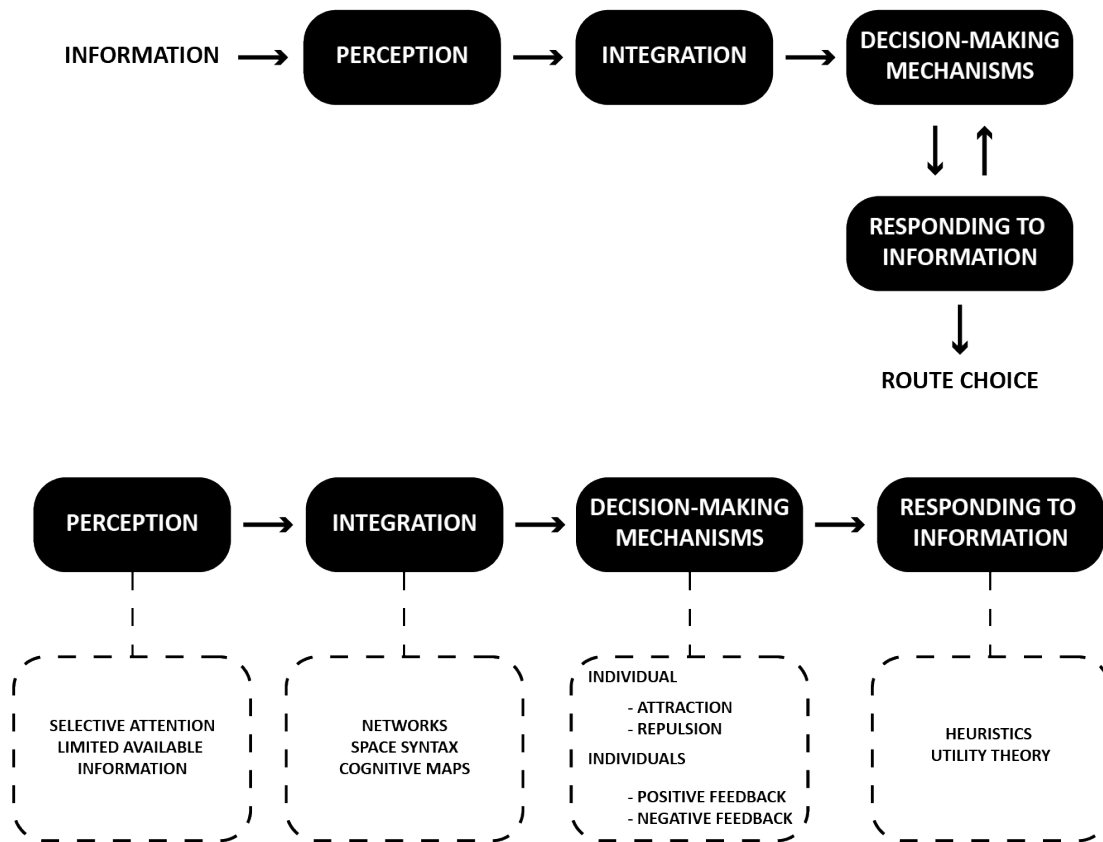 INFORMATION
PERCEPTION
INTEGRATION
DECISION-MAKING
MECHANISMS
RESPONDING TO
INFORMATION
ROUTE CHOICE
PERCEPTION
INTEGRATION
DECISION-MAKING
MECHANISMS
RESPONDING TO
INFORMATION
SELECTIVE ATTENTION
LIMITED AVAILABLE
INFORMATION
NETWORKS
SPACE SYNTAX
COGNITIVE MAPS
INDIVIDUAL
- ATTRACTION
- REPULSION
INDIVIDUALS
- POSITIVE FEEDBACK
- NEGATIVE FEEDBACK
HEURISTICS
UTILITY THEORY